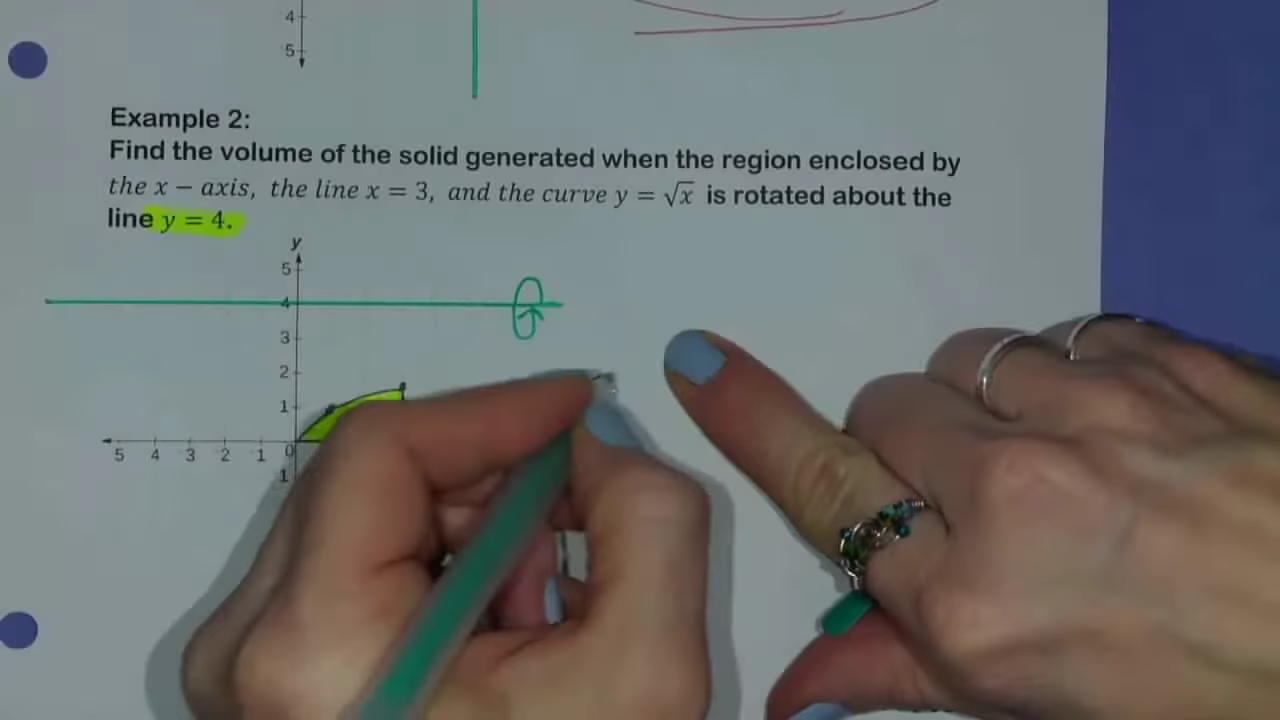 4
5
Example 2:
Find the volume of the solid generated when the region enclosed by
the x − axis, the line x = 3, and the curve y = √x is rotated about the
line y = 4.
y
5
4
3
2
1
5 4 3 2 1 0
1